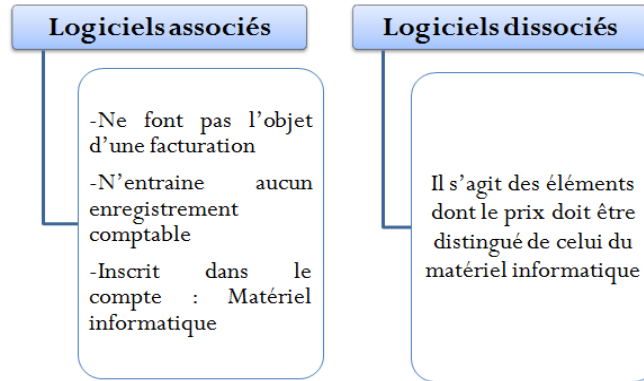 Logiciels associés
-Ne font pas l’objet
d’une facturation
-N’entraine aucun
enregistrement
comptable
-Inscrit dans le
compte : Matériel
informatique
Logiciels dissociés
Il s’agit des éléments
dont le prix doit être
distingué de celui du
matériel informatique